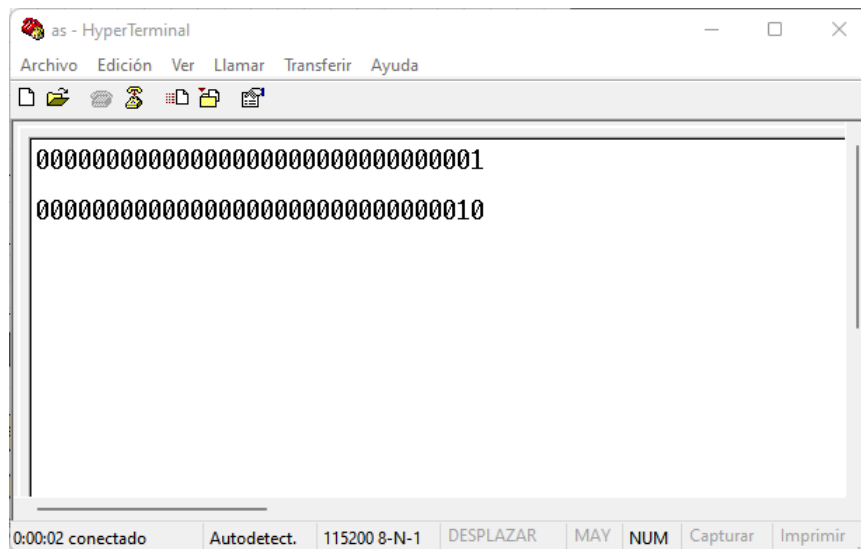 as - HyperTerminal
Archivo Edición Ver Llamar Transferir Ayuda
00000000000000000000000000000001
00000000000000000000000000000010
0:00:02 conectado Autodetect. 115200 8-N-1 DESPLAZAR MAY NUM Capturar Imprimir